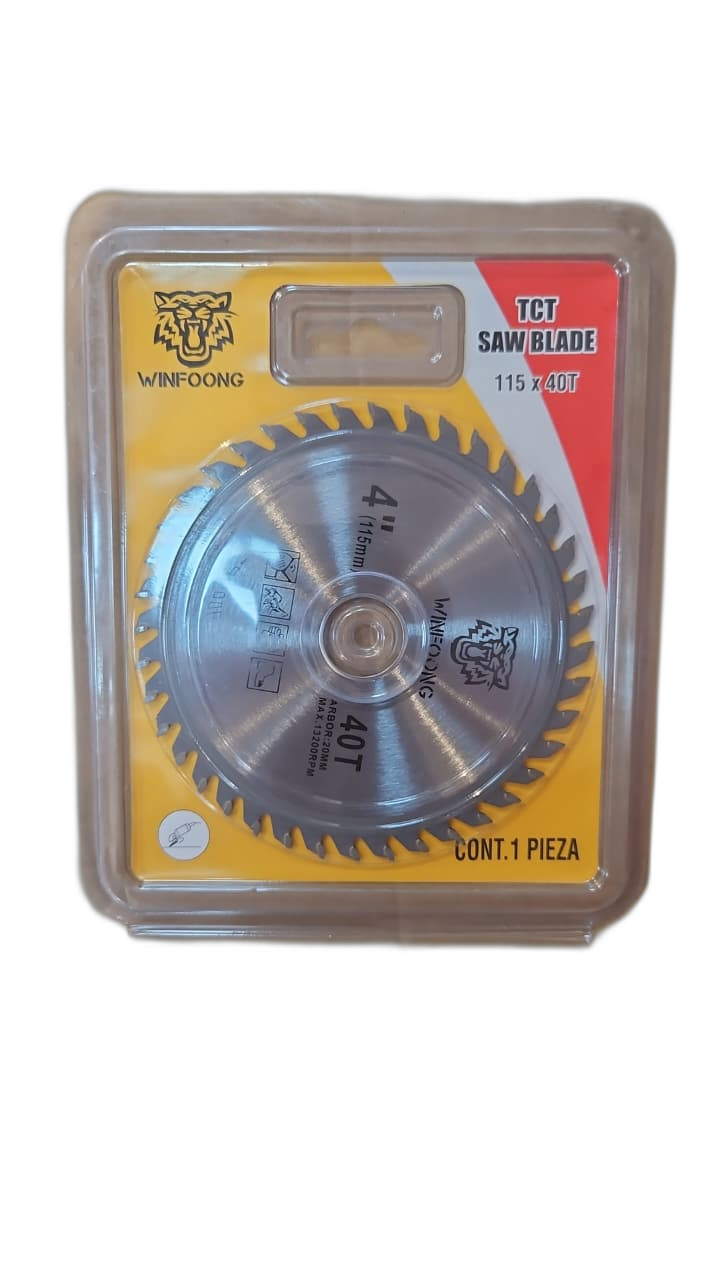 WINFOONG
TCT
SAW BLADE
115 x 40T
4"
(115mm)
WINFOONG
40T
ARBOR:20MM
MAX.13200RPM
CONT.1 PIEZA